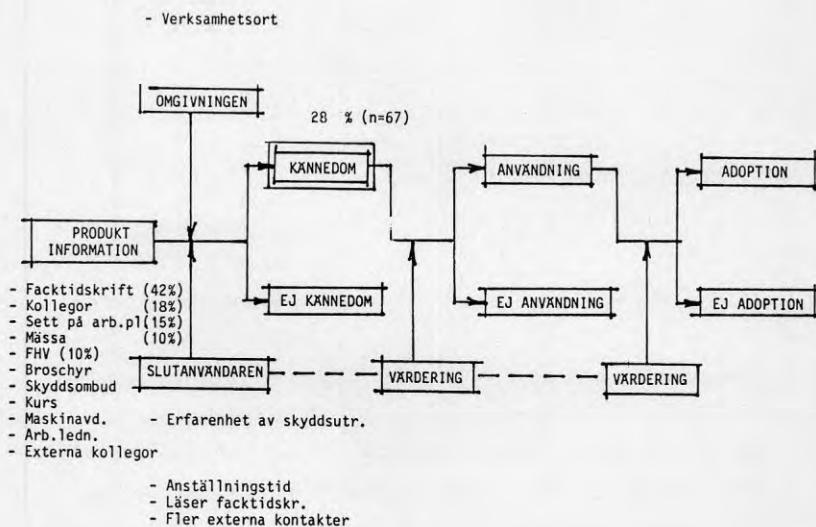 - Verksamhetsort
OMGIVNINGEN
28 % (n=67)
KÄNNEDOM
ANVÄNDNING
ADOPTION
PRODUKT
INFORMATION
EJ KÄNNEDOM
EJ ANVÄNDNING
EJ ADOPTION
- Facktidskrift (42%)
- Kollegor (18%)
- Sett på arb.pl(15%)
- Mässa (10%)
- FHV (10%)
- Broschyr
- Skyddsombud
- Kurs
- Maskinavd.
- Arb.ledn.
- Externa kollegor
SLUTANVÄNDAREN
VÄRDERING
VÄRDERING
- Erfarenhet av skyddsutr.
- Anställningstid
- Läser facktidskr.
- Fler externa kontakter